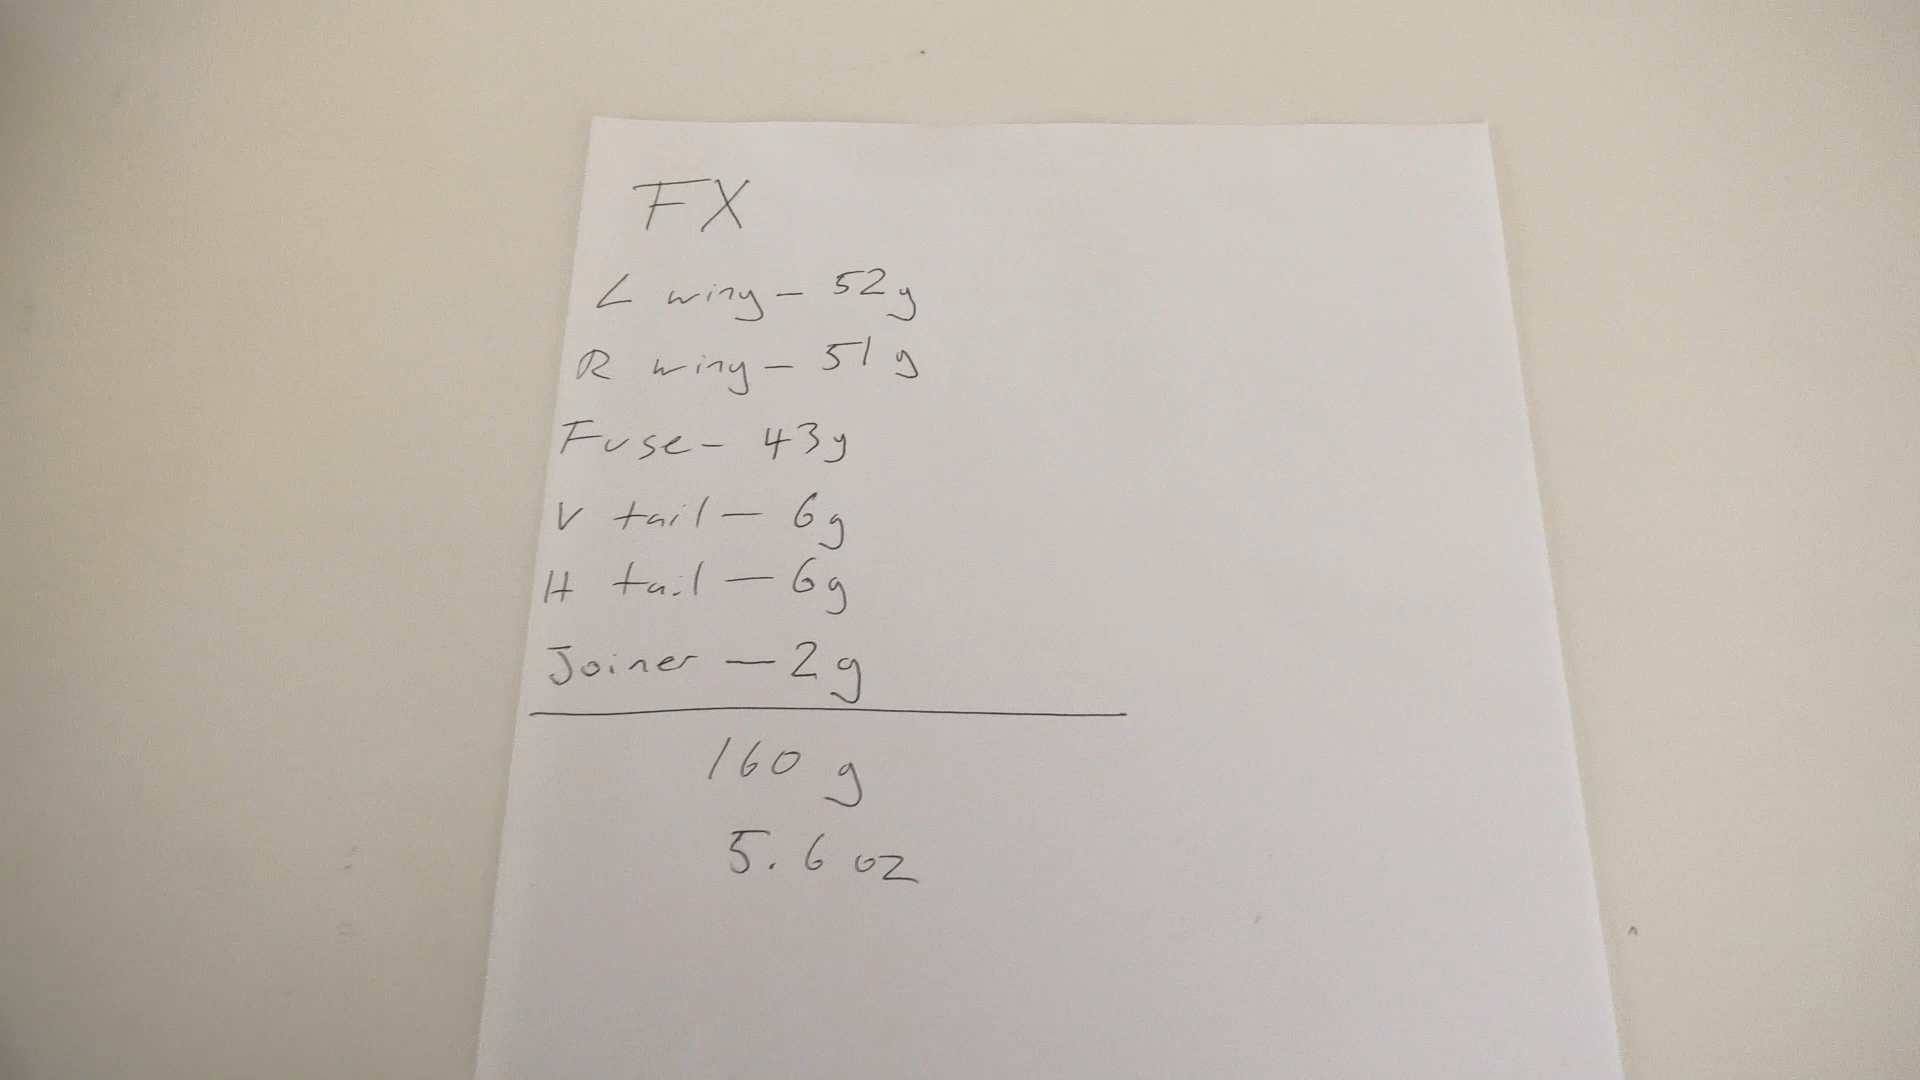 FX
L wing - 52g
R wing - 51g
Fuse - 43g
V tail - 6g
H tail - 6g
Joiner - 2g
160 g
5.6 oz